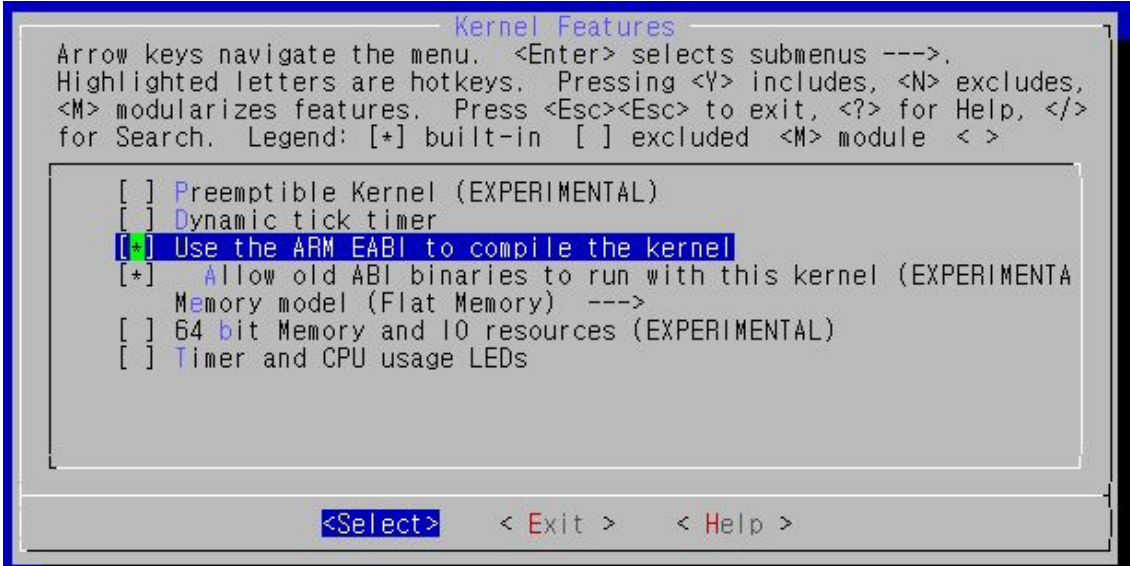 Kernel Features
Arrow keys navigate the menu.  <Enter> selects submenus --->.
Highlighted letters are hotkeys.  Pressing <Y> includes, <N> excludes,
<M> modularizes features.  Press <Esc><Esc> to exit, <?> for Help, </>
for Search.  Legend: [*] built-in  [ ] excluded  <M> module  < >
[ ] Preemptible Kernel (EXPERIMENTAL)
[ ] Dynamic tick timer
[*] Use the ARM EABI to compile the kernel
[*]   Allow old ABI binaries to run with this kernel (EXPERIMENTA
Memory model (Flat Memory)  --->
[ ] 64 bit Memory and IO resources (EXPERIMENTAL)
[ ] Timer and CPU usage LEDs
<Select>    < Exit >    < Help >